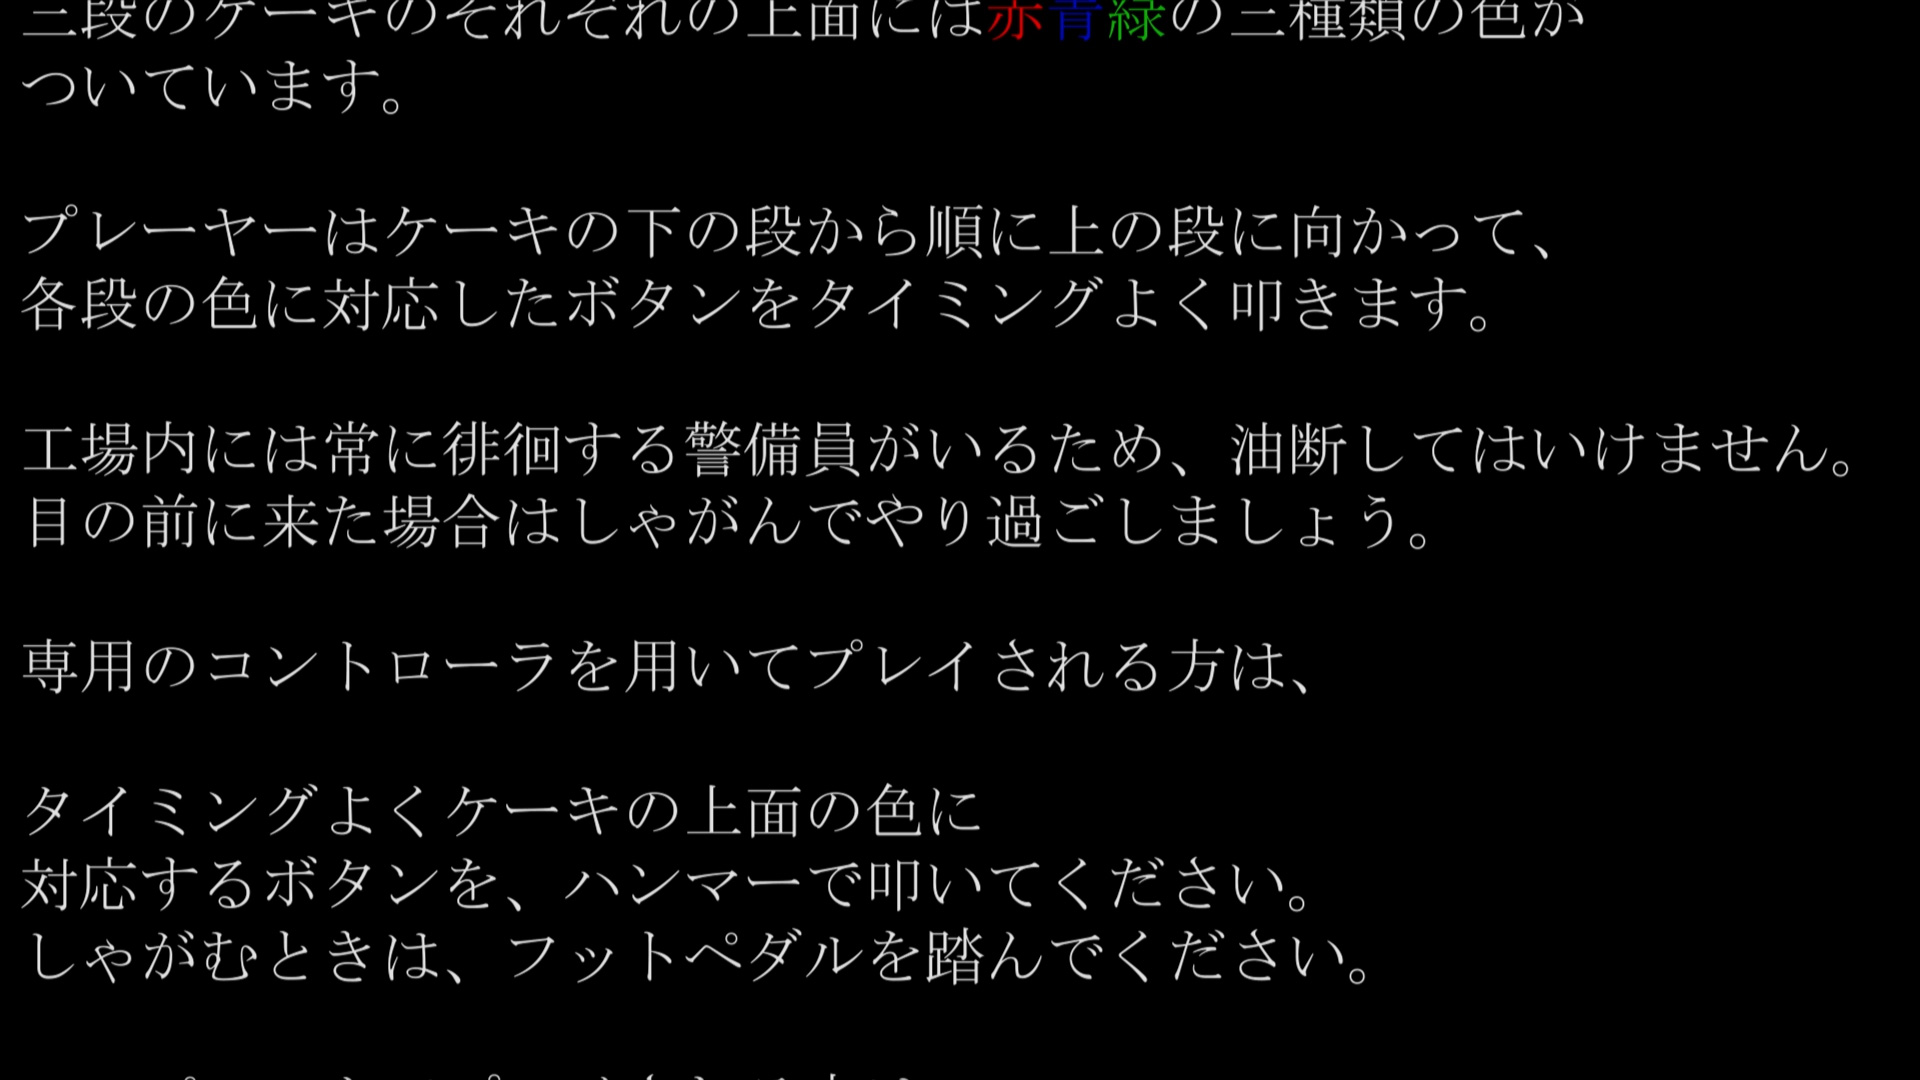 三段のケーキのそれぞれの上面には赤青緑の三種類の色が
ついています。
プレーヤーはケーキの下の段から順に上の段に向かって、
各段の色に対応したボタンをタイミングよく叩きます。
工場内には常に徘徊する警備員がいるため、油断してはいけません。
目の前に来た場合はしゃがんでやり過ごしましょう。
専用のコントローラを用いてプレイされる方は、
タイミングよくケーキの上面の色に
対応するボタンを、ハンマーで叩いてください。
しゃがむときは、フットペダルを踏んでください。